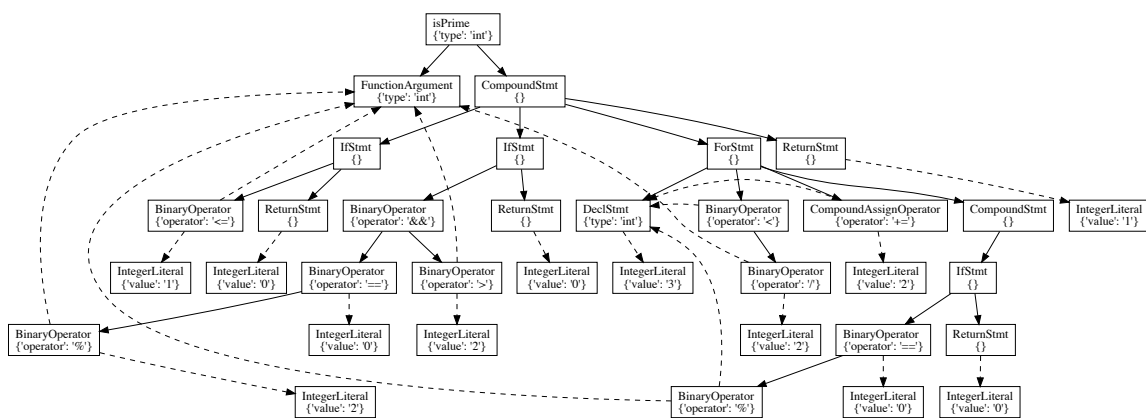 isPrime
{'type': 'int'}
FunctionArgument
{'type': 'int'}
CompoundStmt
{}
IfStmt
{}
IfStmt
{}
ForStmt
{}
ReturnStmt
{}
BinaryOperator
{'operator': '<='}
ReturnStmt
{}
BinaryOperator
{'operator': '&&'}
ReturnStmt
{}
DeclStmt
{'type': 'int'}
BinaryOperator
{'operator': '<'}
CompoundAssignOperator
{'operator': '+='}
CompoundStmt
{}
IntegerLiteral
{'value': '1'}
IntegerLiteral
{'value': '1'}
IntegerLiteral
{'value': '0'}
BinaryOperator
{'operator': '=='}
BinaryOperator
{'operator': '>'}
IntegerLiteral
{'value': '0'}
IntegerLiteral
{'value': '3'}
BinaryOperator
{'operator': '/'}
IntegerLiteral
{'value': '2'}
IfStmt
{}
BinaryOperator
{'operator': '%'}
IntegerLiteral
{'value': '0'}
IntegerLiteral
{'value': '2'}
IntegerLiteral
{'value': '2'}
BinaryOperator
{'operator': '=='}
ReturnStmt
{}
IntegerLiteral
{'value': '2'}
BinaryOperator
{'operator': '%'}
IntegerLiteral
{'value': '0'}
IntegerLiteral
{'value': '0'}